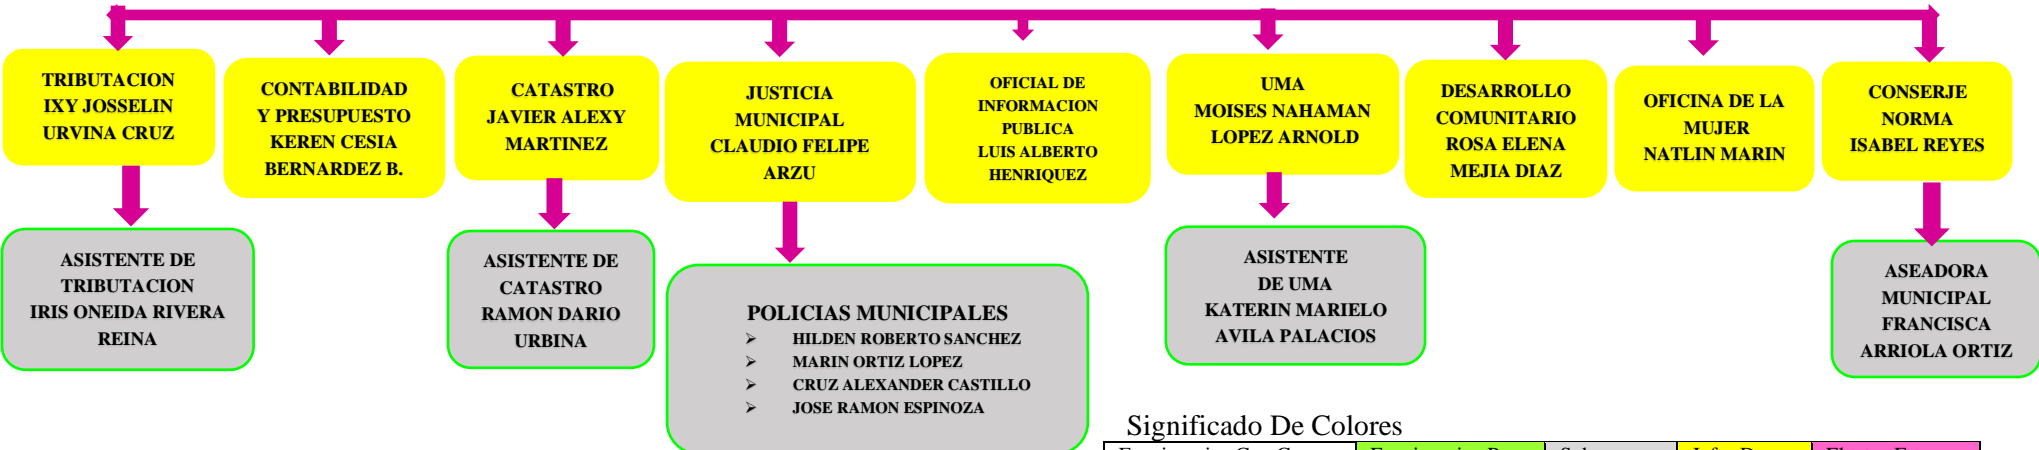 TRIBUTACION
IXY JOSSELIN
URVINA CRUZ
CONTABILIDAD
Y PRESUPUESTO
KEREN CESIA
BERNARDEZ B.
CATASTRO
JAVIER ALEXY
MARTINEZ
JUSTICIA
MUNICIPAL
CLAUDIO FELIPE
ARZU
OFICIAL DE
INFORMACION
PUBLICA
LUIS ALBERTO
HENRIQUEZ
UMA
MOISES NAHAMAN
LOPEZ ARNOLD
DESARROLLO
COMUNITARIO
ROSA ELENA
MEJIA DIAZ
OFICINA DE LA
MUJER
NATLIN MARIN
CONSERJE
NORMA
ISABEL REYES
ASISTENTE DE
TRIBUTACION
IRIS ONEIDA RIVERA
REINA
ASISTENTE DE
CATASTRO
RAMON DARIO
URBINA
POLICIAS MUNICIPALES
➢ HILDEN ROBERTO SANCHEZ
➢ MARIN ORTIZ LOPEZ
➢ CRUZ ALEXANDER CASTILLO
➢ JOSE RAMON ESPINOZA
ASISTENTE
DE UMA
KATERIN MARIELO
AVILA PALACIOS
ASEADORA
MUNICIPAL
FRANCISCA
ARRIOLA ORTIZ
Significado De Colores